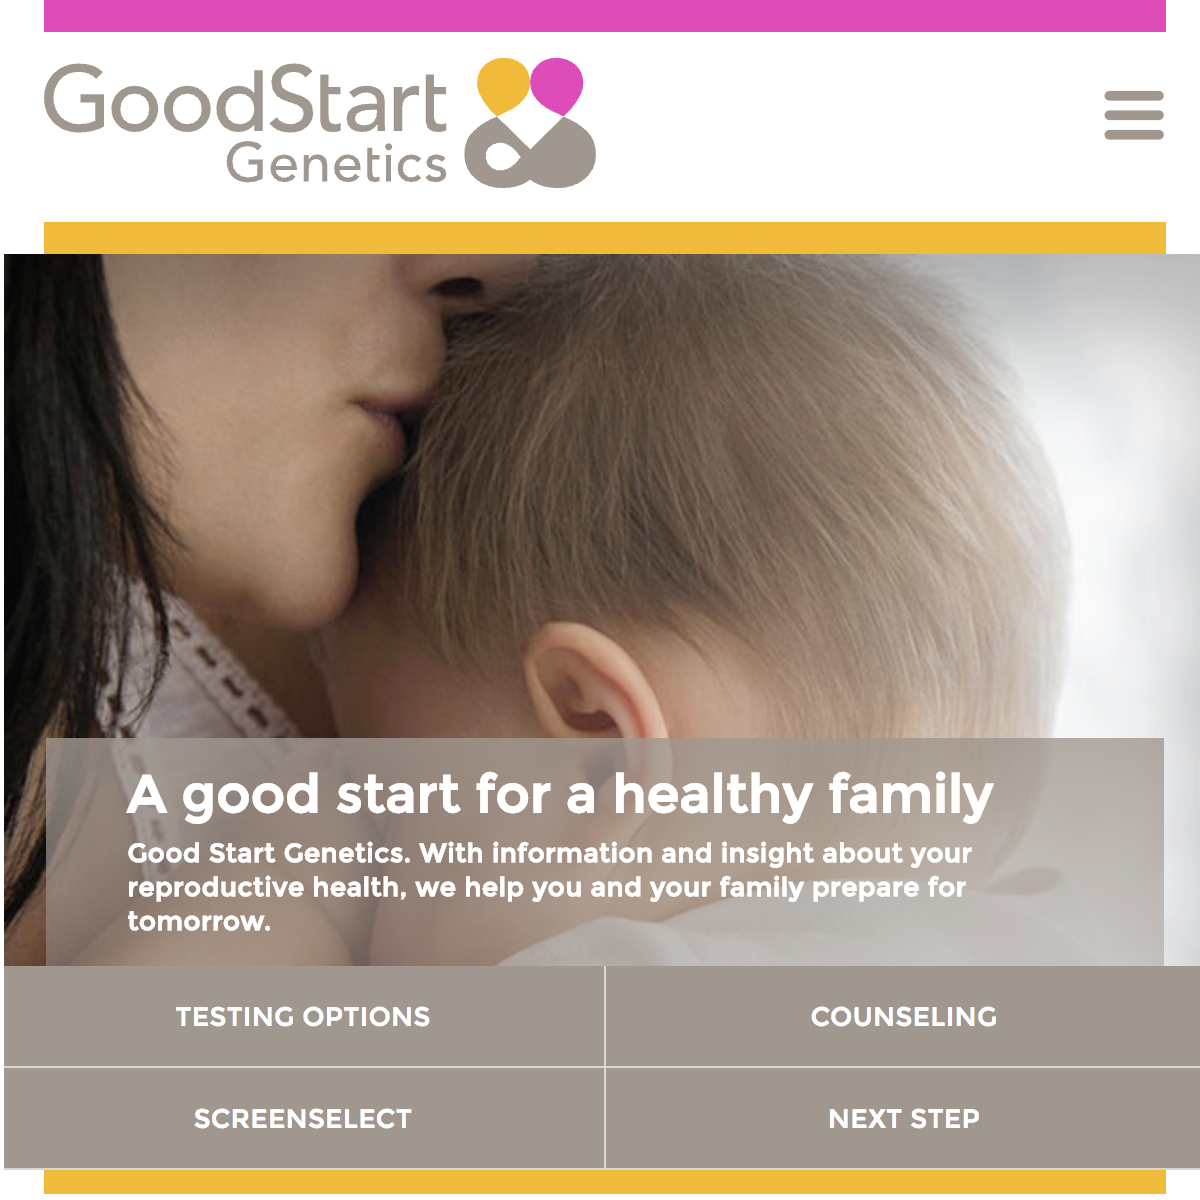 GoodStart
Genetics
A good start for a healthy family
Good Start Genetics. With information and insight about your
reproductive health, we help you and your family prepare for
tomorrow.
TESTING OPTIONS
COUNSELING
SCREENSELECT
NEXT STEP